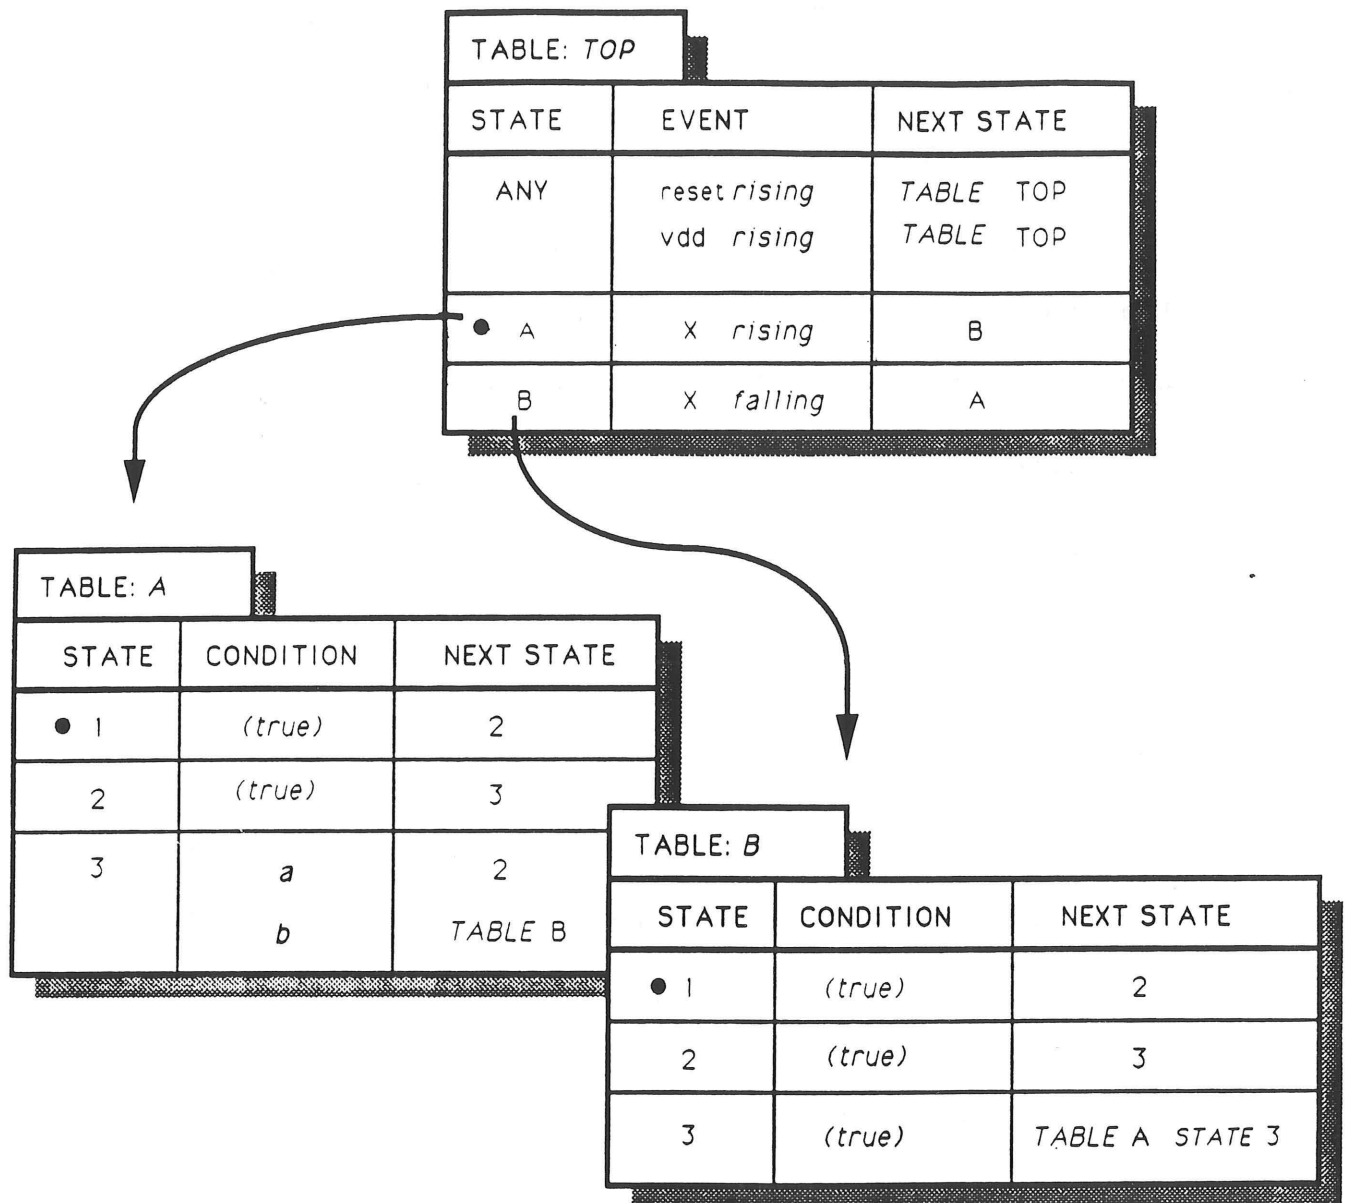 TABLE: TOP
STATE EVENT NEXT STATE
ANY reset rising TABLE TOP
vdd rising TABLE TOP
● A X rising B
B X falling A
TABLE: A
STATE CONDITION NEXT STATE
● 1 (true) 2
2 (true) 3
3 a 2
b TABLE B
TABLE: B
STATE CONDITION NEXT STATE
● 1 (true) 2
2 (true) 3
3 (true) TABLE A STATE 3